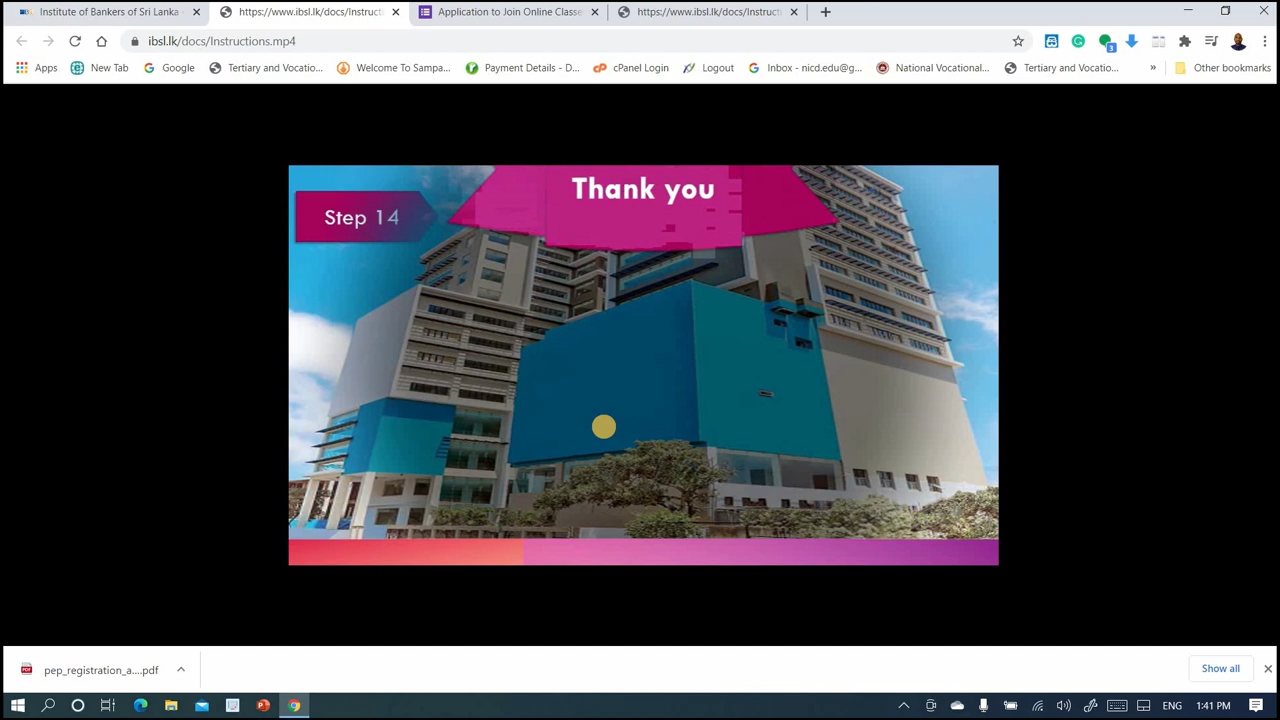 Institute of Bankers of Sri Lanka
https://www.ibsl.lk/docs/Instructi
Application to Join Online Classe
https://www.ibsl.lk/docs/Instructi
ibsl.lk/docs/Instructions.mp4
3
Apps
New Tab
Google
Tertiary and Vocatio...
Welcome To Sampa...
Payment Details - D...
cPanel Login
Logout
Inbox - nicd.edu@g...
National Vocational...
Tertiary and Vocatio...
»
Other bookmarks
Thank you
Step 14
pep_registration_a....pdf
Show all
ENG
1:41 PM